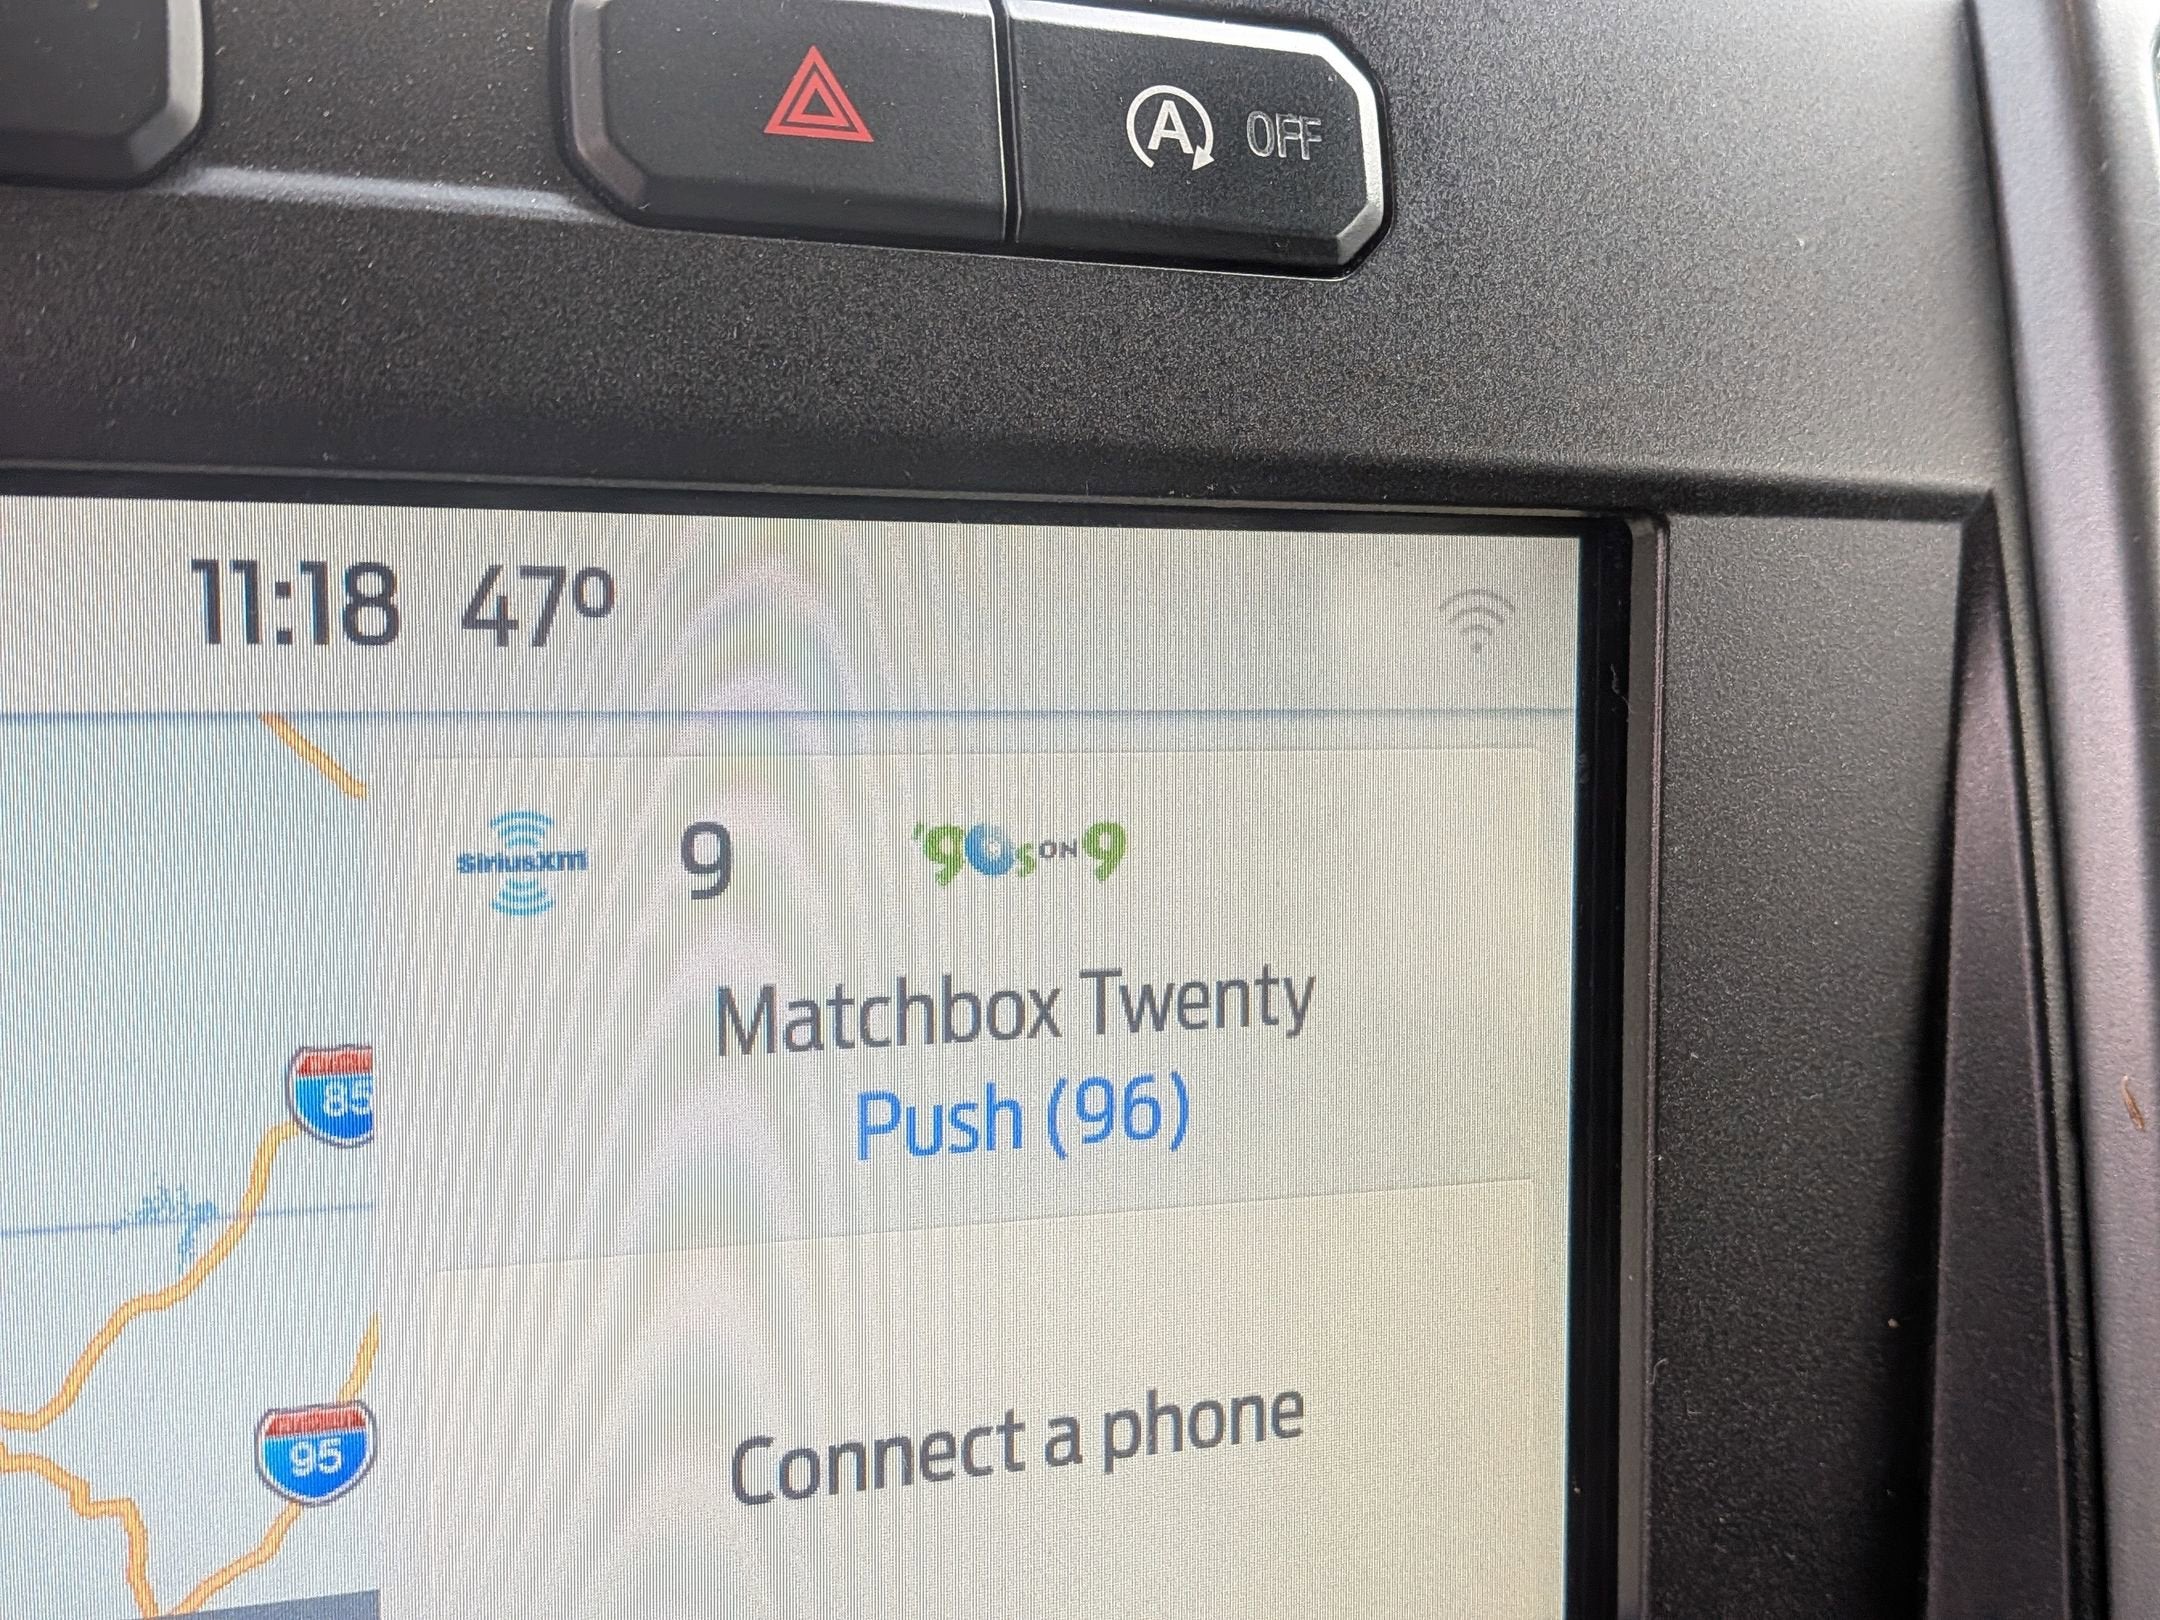 A OFF
11:18 47°
SiriusXm 9 '90s ON 9
Matchbox Twenty
Push (96)
85
Connect a phone
95